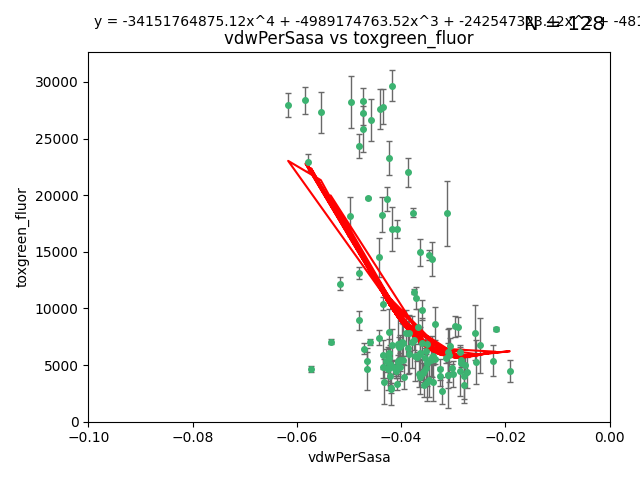 y = -34151764875.12x^4 + -4989174763.52x^3 +
N = 128
vdwPerSasa vs toxgreen_fluor
toxgreen_fluor
30000
25000
20000
15000
10000
5000
0
−0.10
−0.08
−0.06
−0.04
−0.02
0.00
vdwPerSasa